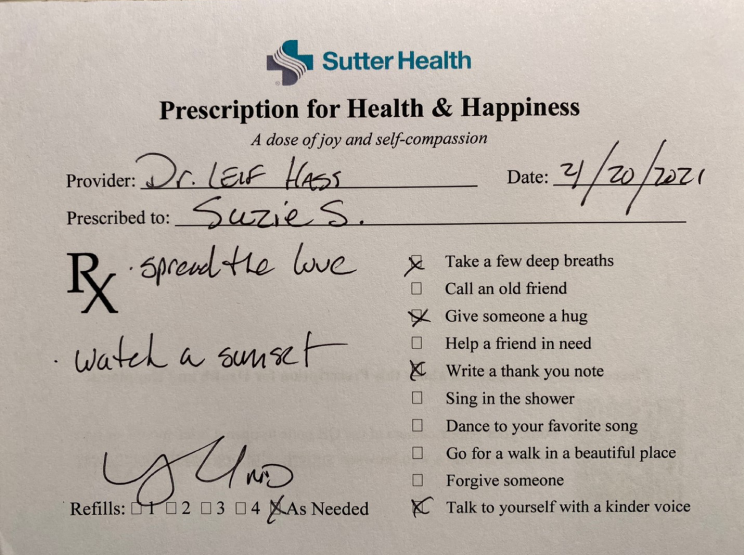 Sutter Health
Prescription for Health & Happiness
A dose of joy and self-compassion
Provider: Dr. LEIF HASS
Date: 4/20/2021
Prescribed to: Suzie S.
Rx
· spread the love
· watch a sunset
Take a few deep breaths
Call an old friend
Give someone a hug
Help a friend in need
Write a thank you note
Sing in the shower
Dance to your favorite song
Go for a walk in a beautiful place
Forgive someone
Talk to yourself with a kinder voice
MD
Refills: 1 2 3 4 As Needed